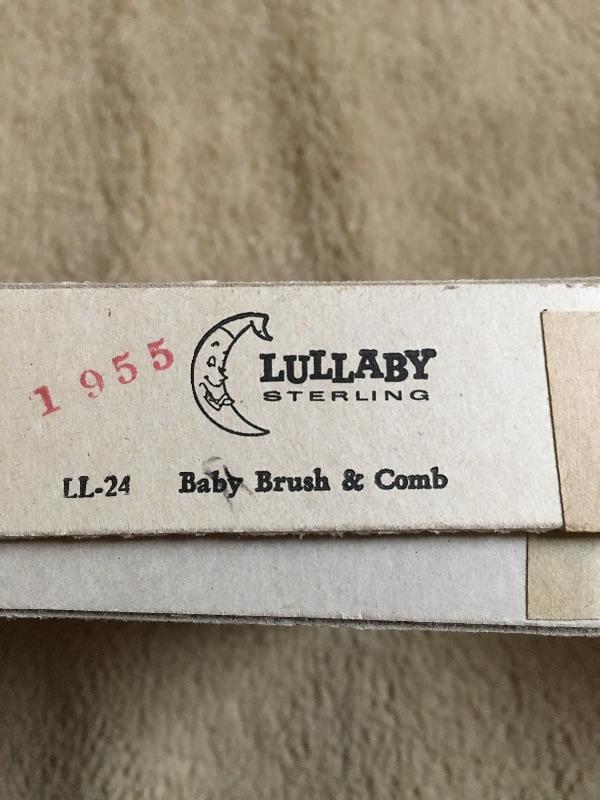 1955
LULLABY
STERLING
LL-24 Baby Brush & Comb